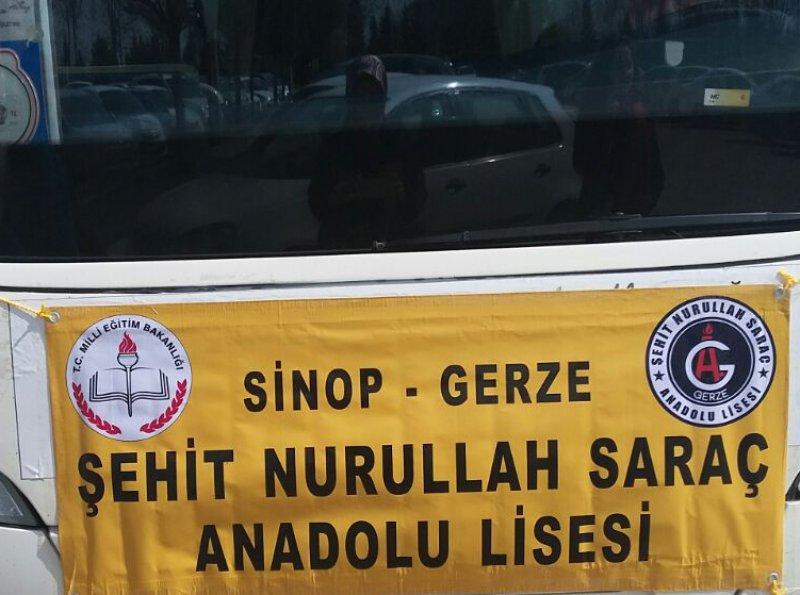 T.C. MİLLİ EĞİTİM BAKANLIĞI
SİNOP - GERZE
ŞEHİT NURULLAH SARAÇ
AG
GERZE
ANADOLU LİSESİ
ŞEHİT NURULLAH SARAÇ
ANADOLU LİSESİ